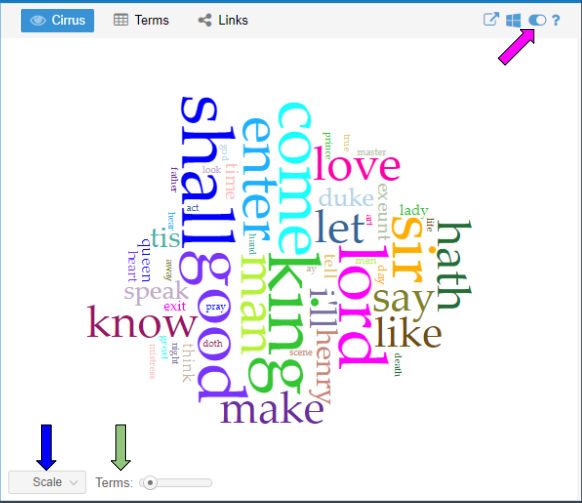 Cirrus Terms Links ?
shall
come
enter
love
god
prince
true
master
look
time
father
duke
exeunt
act
lady
life
hear
let
art
sir
hath
tis
hand
queen
heart
good
man
king
lord
tell
men
day
away
ay
speak
i'll
say
exit
pray
know
like
henry
great
night
doth
think
scene
mistress
death
make
Scale Terms: